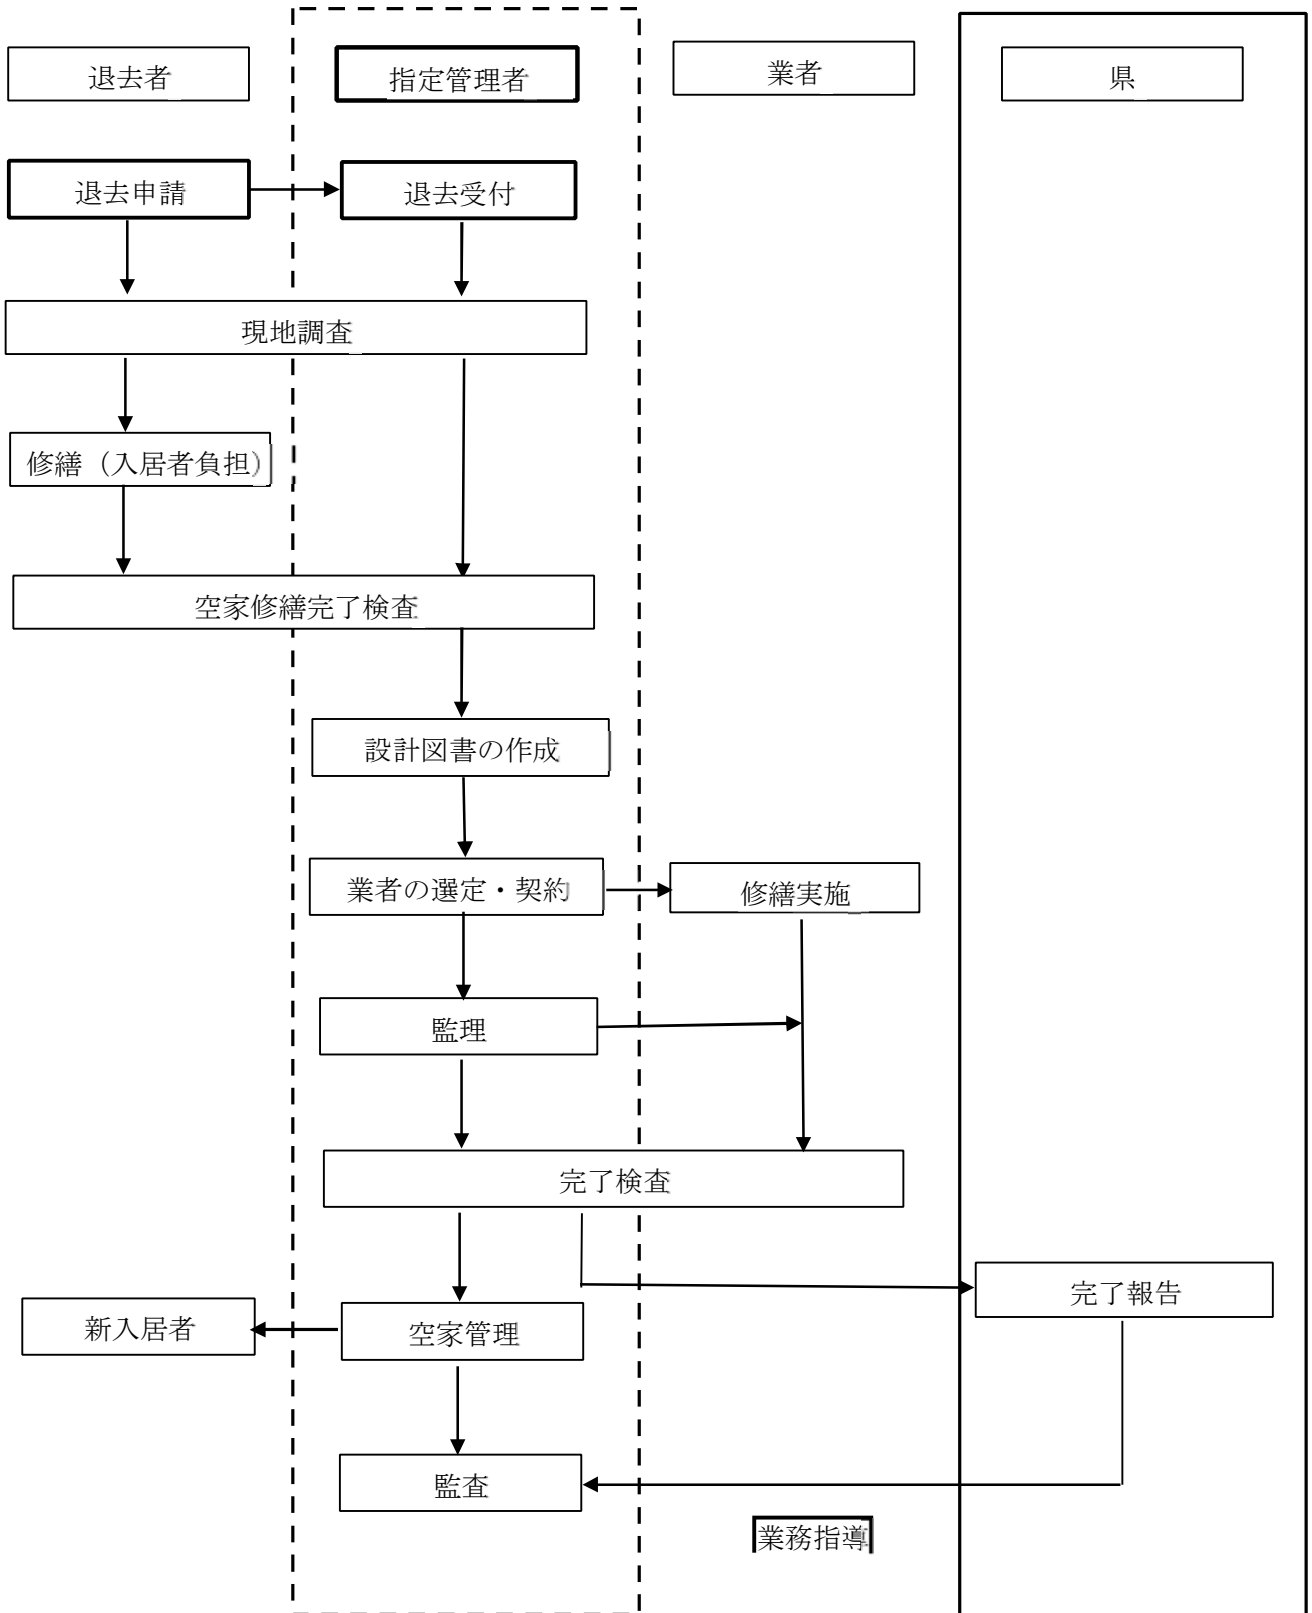 退去者
指定管理者
業者
県
退去申請
退去受付
現地調査
修繕（入居者負担）
空家修繕完了検査
設計図書の作成
業者の選定・契約
修繕実施
監理
完了検査
完了報告
新入居者
空家管理
監査
業務指導